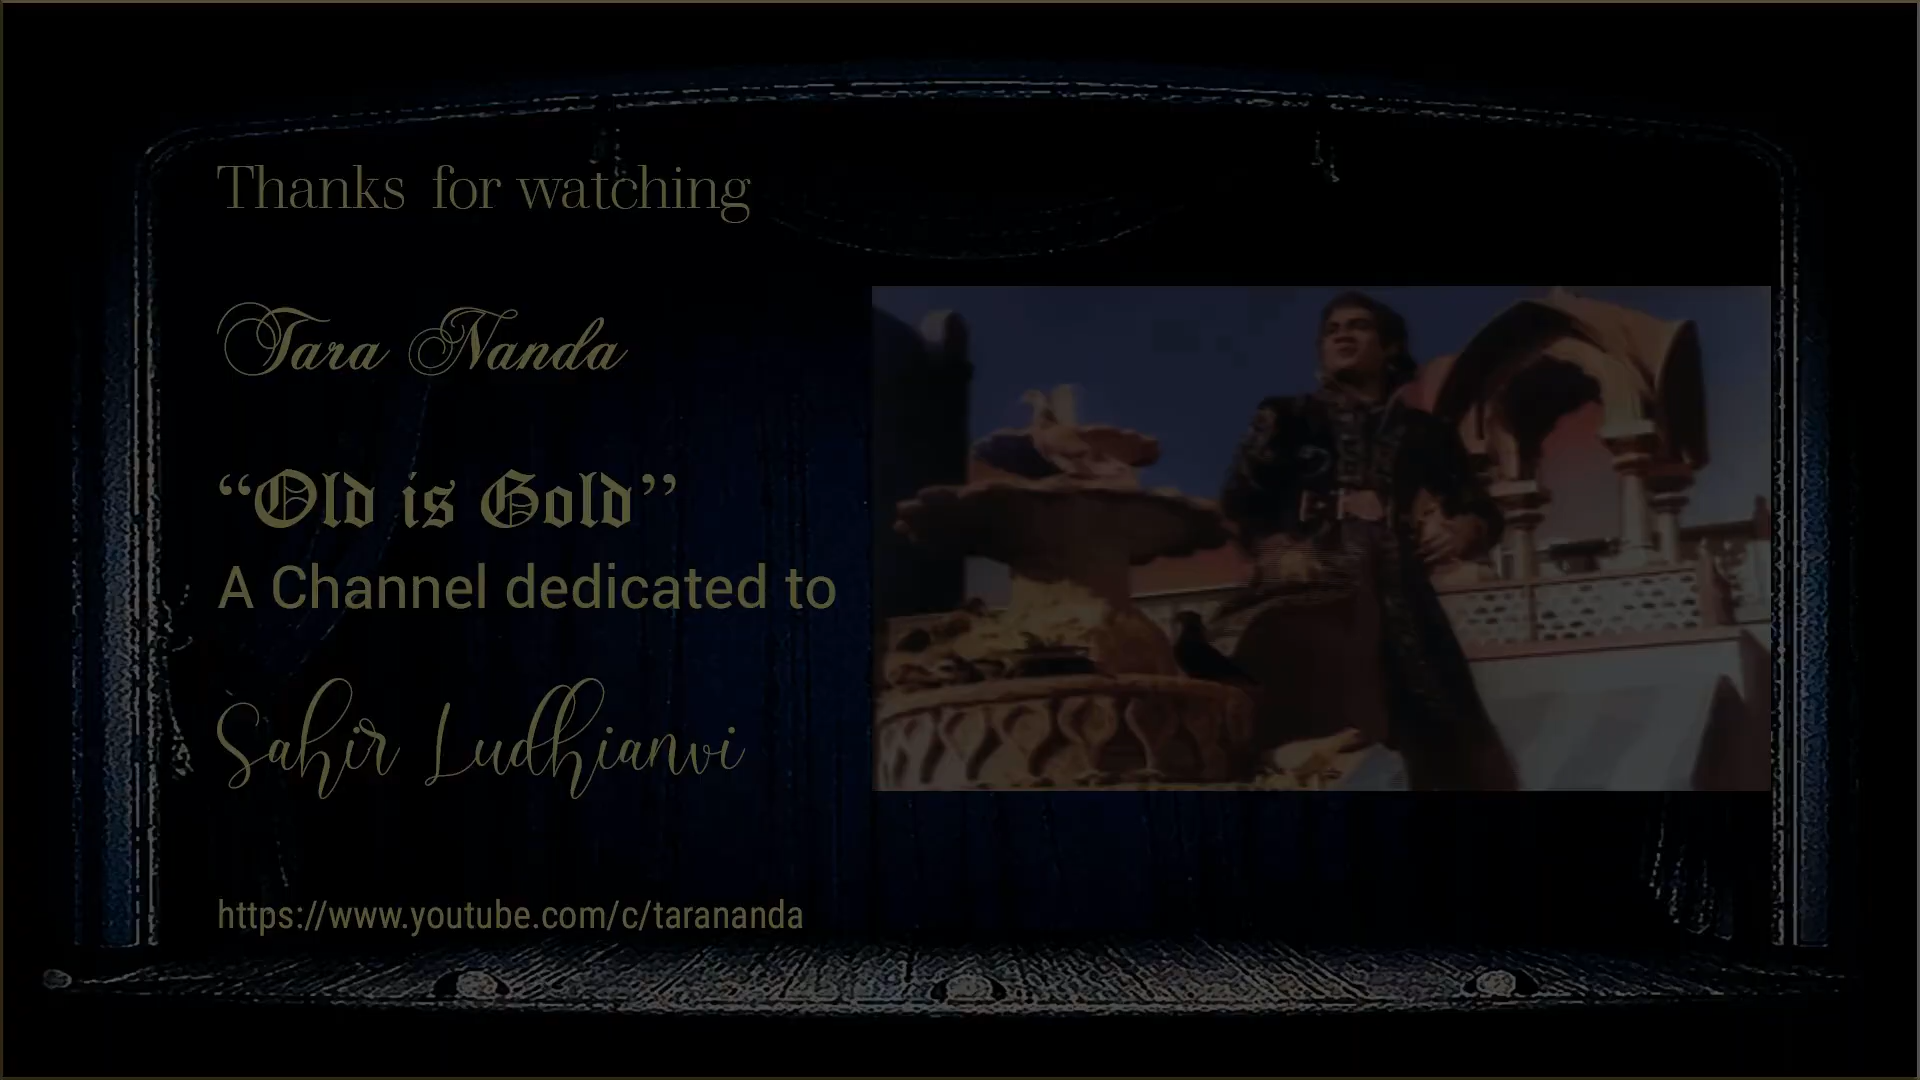 Thanks for watching
Tara Nanda
“Old is Gold”
A Channel dedicated to
Sahir Ludhianvi
https://www.youtube.com/c/tarananda